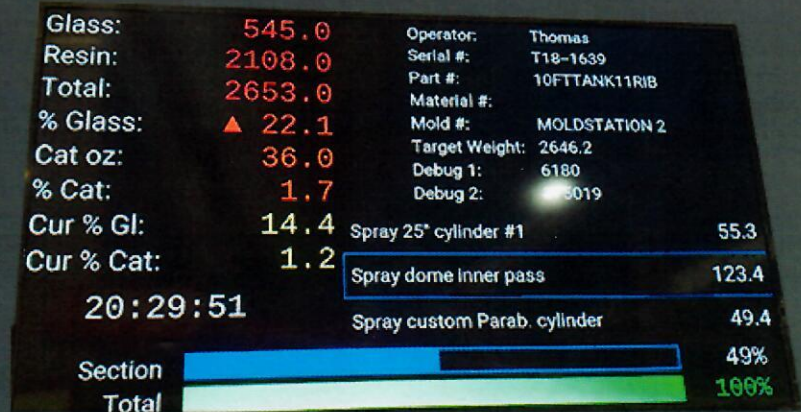 Glass: 545.0
Resin: 2108.0
Total: 2653.0
% Glass: ▲ 22.1
Cat oz: 36.0
% Cat: 1.7
Cur % Gl: 14.4
Cur % Cat: 1.2
20:29:51
Operator: Thomas
Serial #: T18-1639
Part #: 10FTTANK11RIB
Material #:
Mold #: MOLDSTATION 2
Target Weight: 2646.2
Debug 1: 6180
Debug 2:
Spray 25" cylinder #1 55.3
Spray dome inner pass 123.4
Spray custom Parab. cylinder 49.4
Section 49%
Total 100%